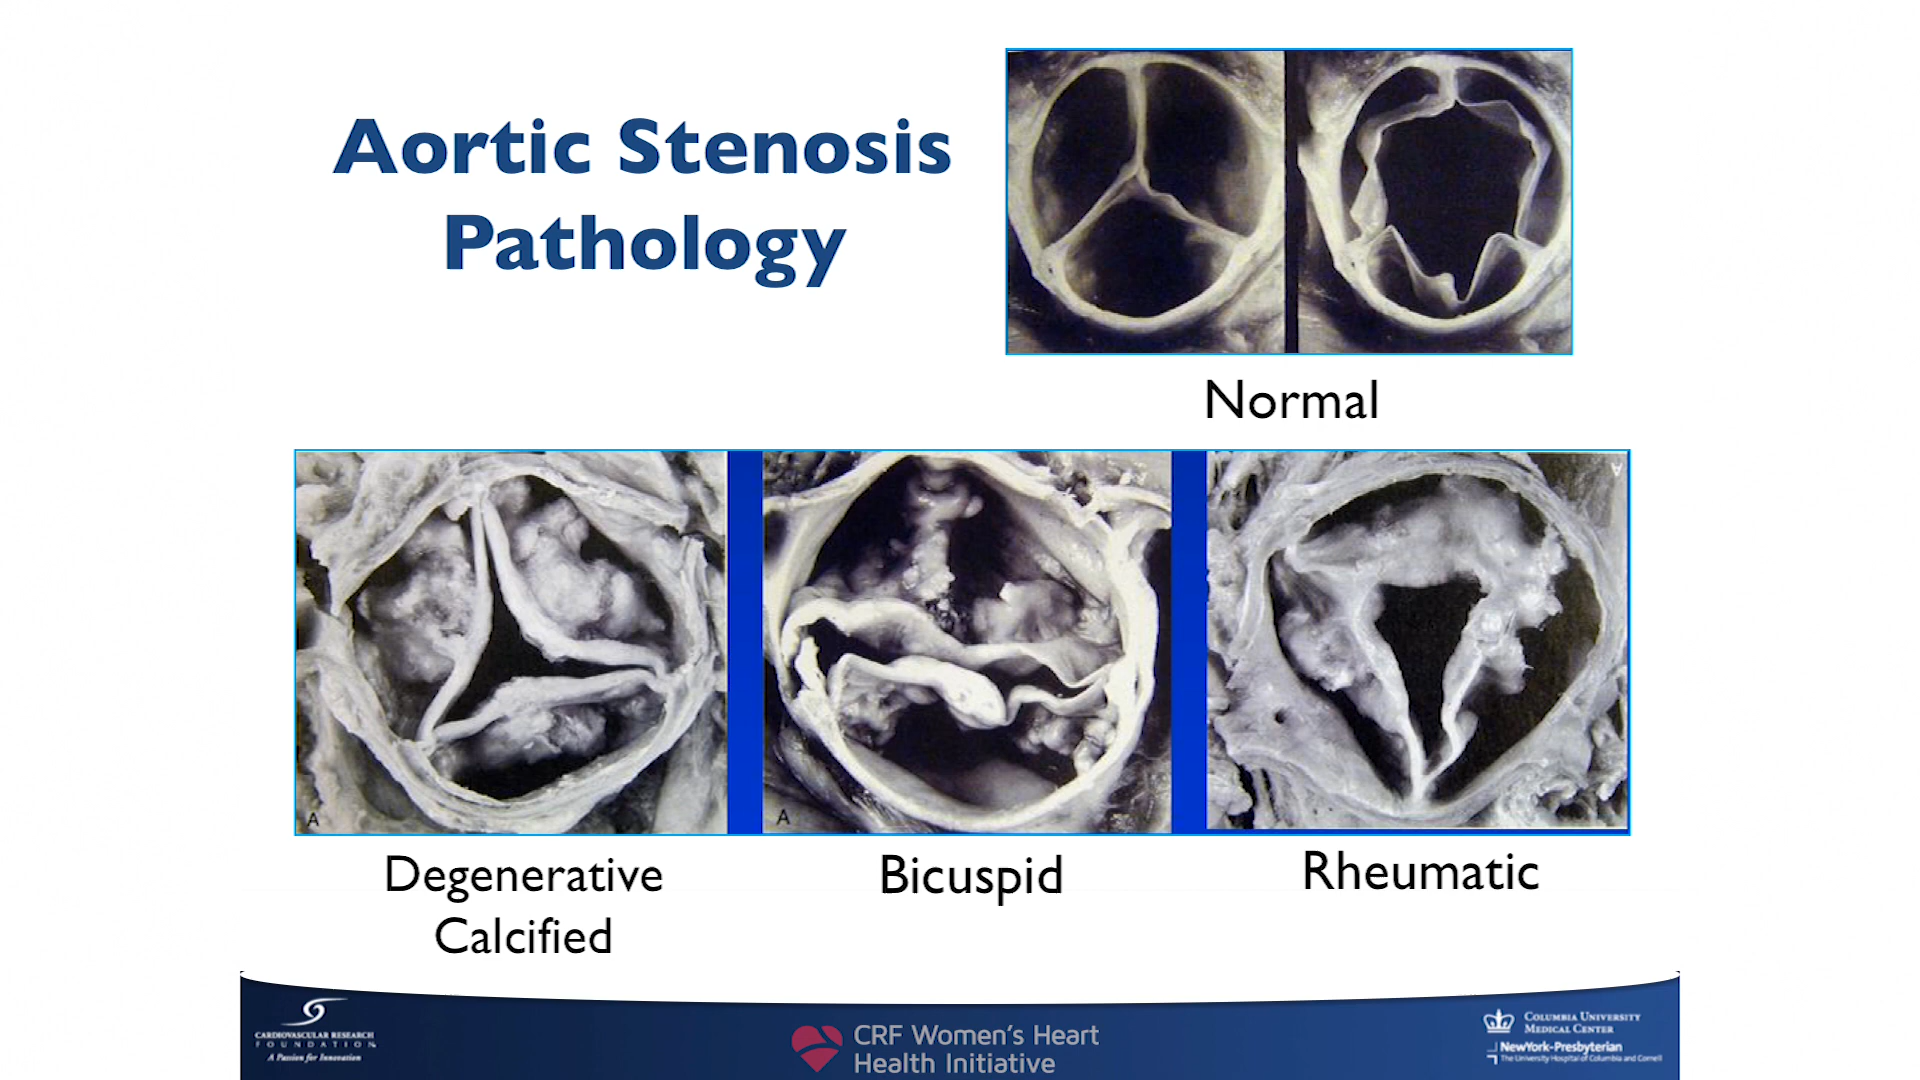 Aortic Stenosis
Pathology
Normal
A
A
A
Degenerative
Calcified
Bicuspid
Rheumatic
CARDIOVASCULAR RESEARCH
FOUNDATION
A Passion for Innovation
CRF Women's Heart
Health Initiative
COLUMBIA UNIVERSITY
MEDICAL CENTER
NewYork-Presbyterian
The University Hospital of Columbia and Cornell